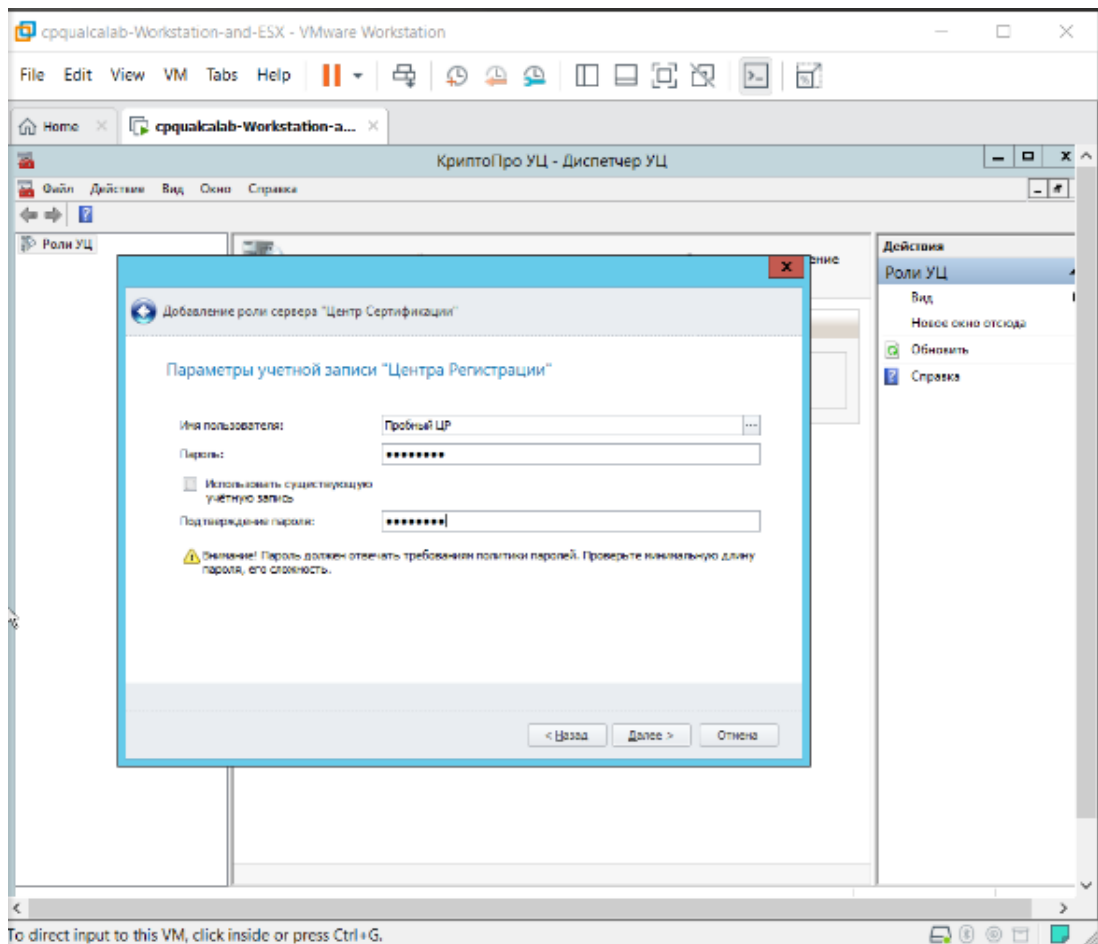 cpqualcalab-Workstation-and-ESX - VMware Workstation
File Edit View VM Tabs Help
Home
cpqualcalab-Workstation-a...
КриптоПро УЦ - Диспетчер УЦ
Файл Действие Вид Окно Справка
Роли УЦ
ение
Действия
Роли УЦ
Вид
Новое окно отсюда
Обновить
Справка
Добавление роли сервера "Центр Сертификации"
Параметры учетной записи "Центра Регистрации"
Имя пользователя:
Пробный ЦР
...
Пароль:
Использовать существующую
учётную запись
Подтверждение пароля:
Внимание! Пароль должен отвечать требованиям политики паролей. Проверьте минимальную длину
пароля, его сложность.
< Назад
Далее >
Отмена
To direct input to this VM, click inside or press Ctrl+G.